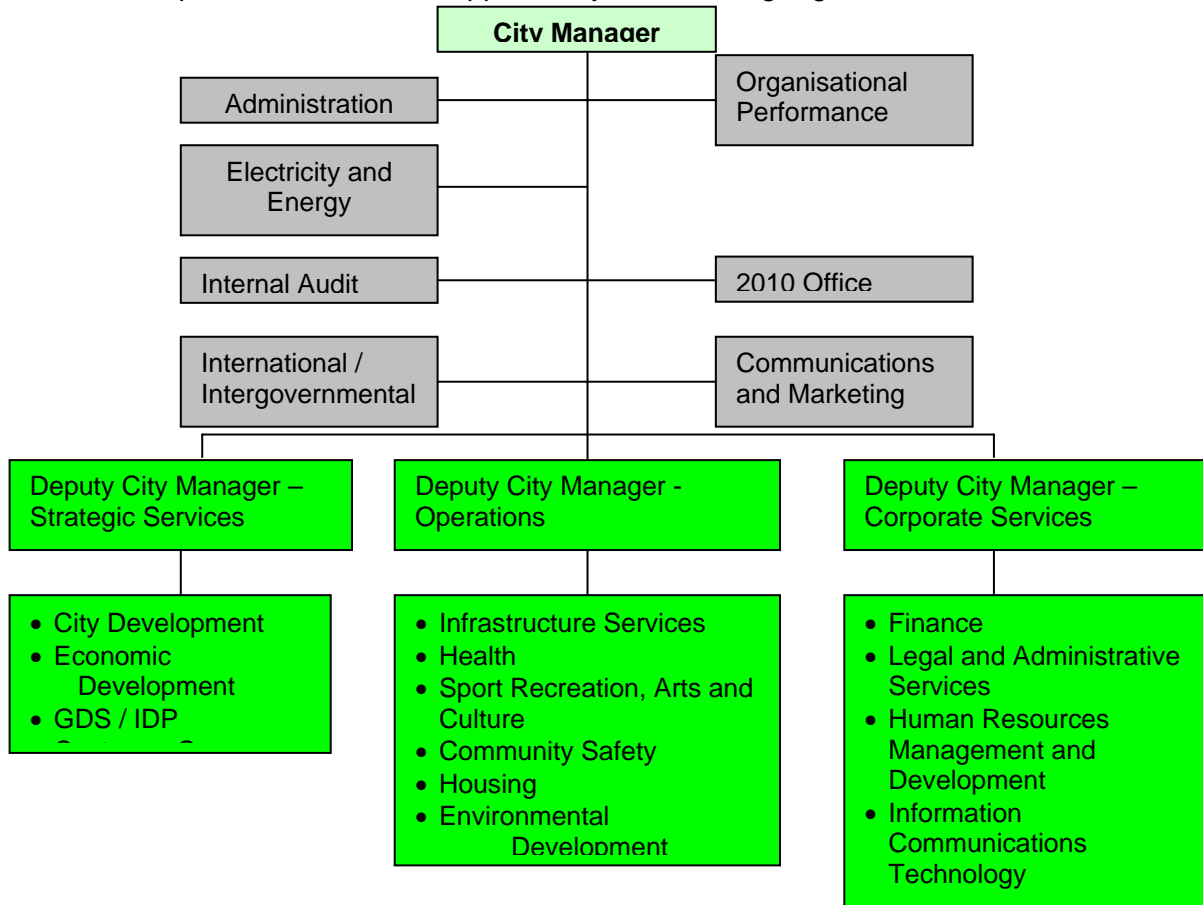 City Manager
Administration
Organisational
Performance
Electricity and
Energy
Internal Audit
2010 Office
International /
Intergovernmental
Communications
and Marketing
Deputy City Manager –
Strategic Services
Deputy City Manager -
Operations
Deputy City Manager –
Corporate Services
• City Development
• Economic
Development
• GDS / IDP
• Infrastructure Services
• Health
• Sport Recreation, Arts and
Culture
• Community Safety
• Housing
• Environmental
Development
• Finance
• Legal and Administrative
Services
• Human Resources
Management and
Development
• Information
Communications
Technology